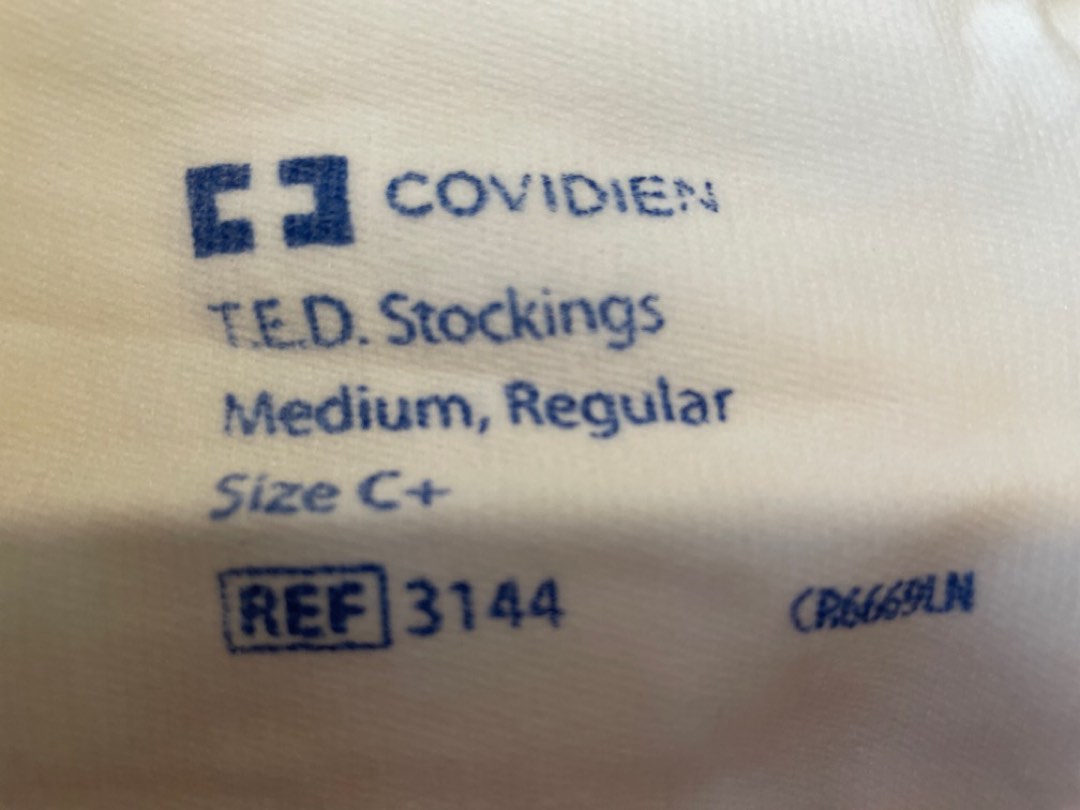 COVIDIEN
T.E.D. Stockings
Medium, Regular
Size C+
REF 3144